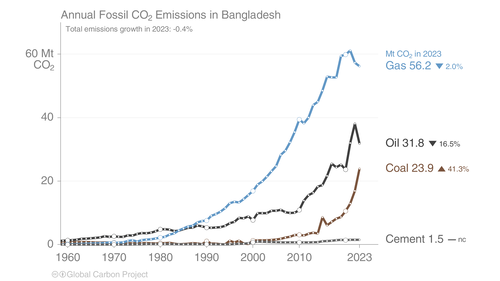 Annual Fossil CO₂ Emissions in Bangladesh
Total emissions growth in 2023: -0.4%
60 Mt
CO₂
40
20
0
1960 1970 1980 1990 2000 2010 2023
Mt CO₂ in 2023
Gas 56.2 ▼ 2.0%
Oil 31.8 ▼ 16.5%
Coal 23.9 ▲ 41.3%
Cement 1.5 — nc
Global Carbon Project